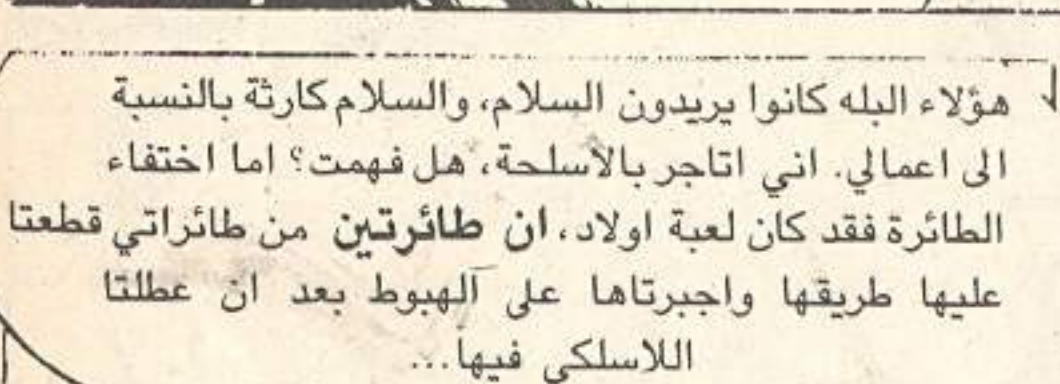 هؤلاء البله كانوا يريدون السلام، والسلام كارثة بالنسبة
الى اعمالي. اني اتاجر بالاسلحة، هل فهمت؟ اما اختفاء
الطائرة فقد كان لعبة اولاد، ان طائرتين من طائراتي قطعتا
عليها طريقها واجبرتاها على الهبوط بعد ان عطلتا
اللاسلكي فيها...